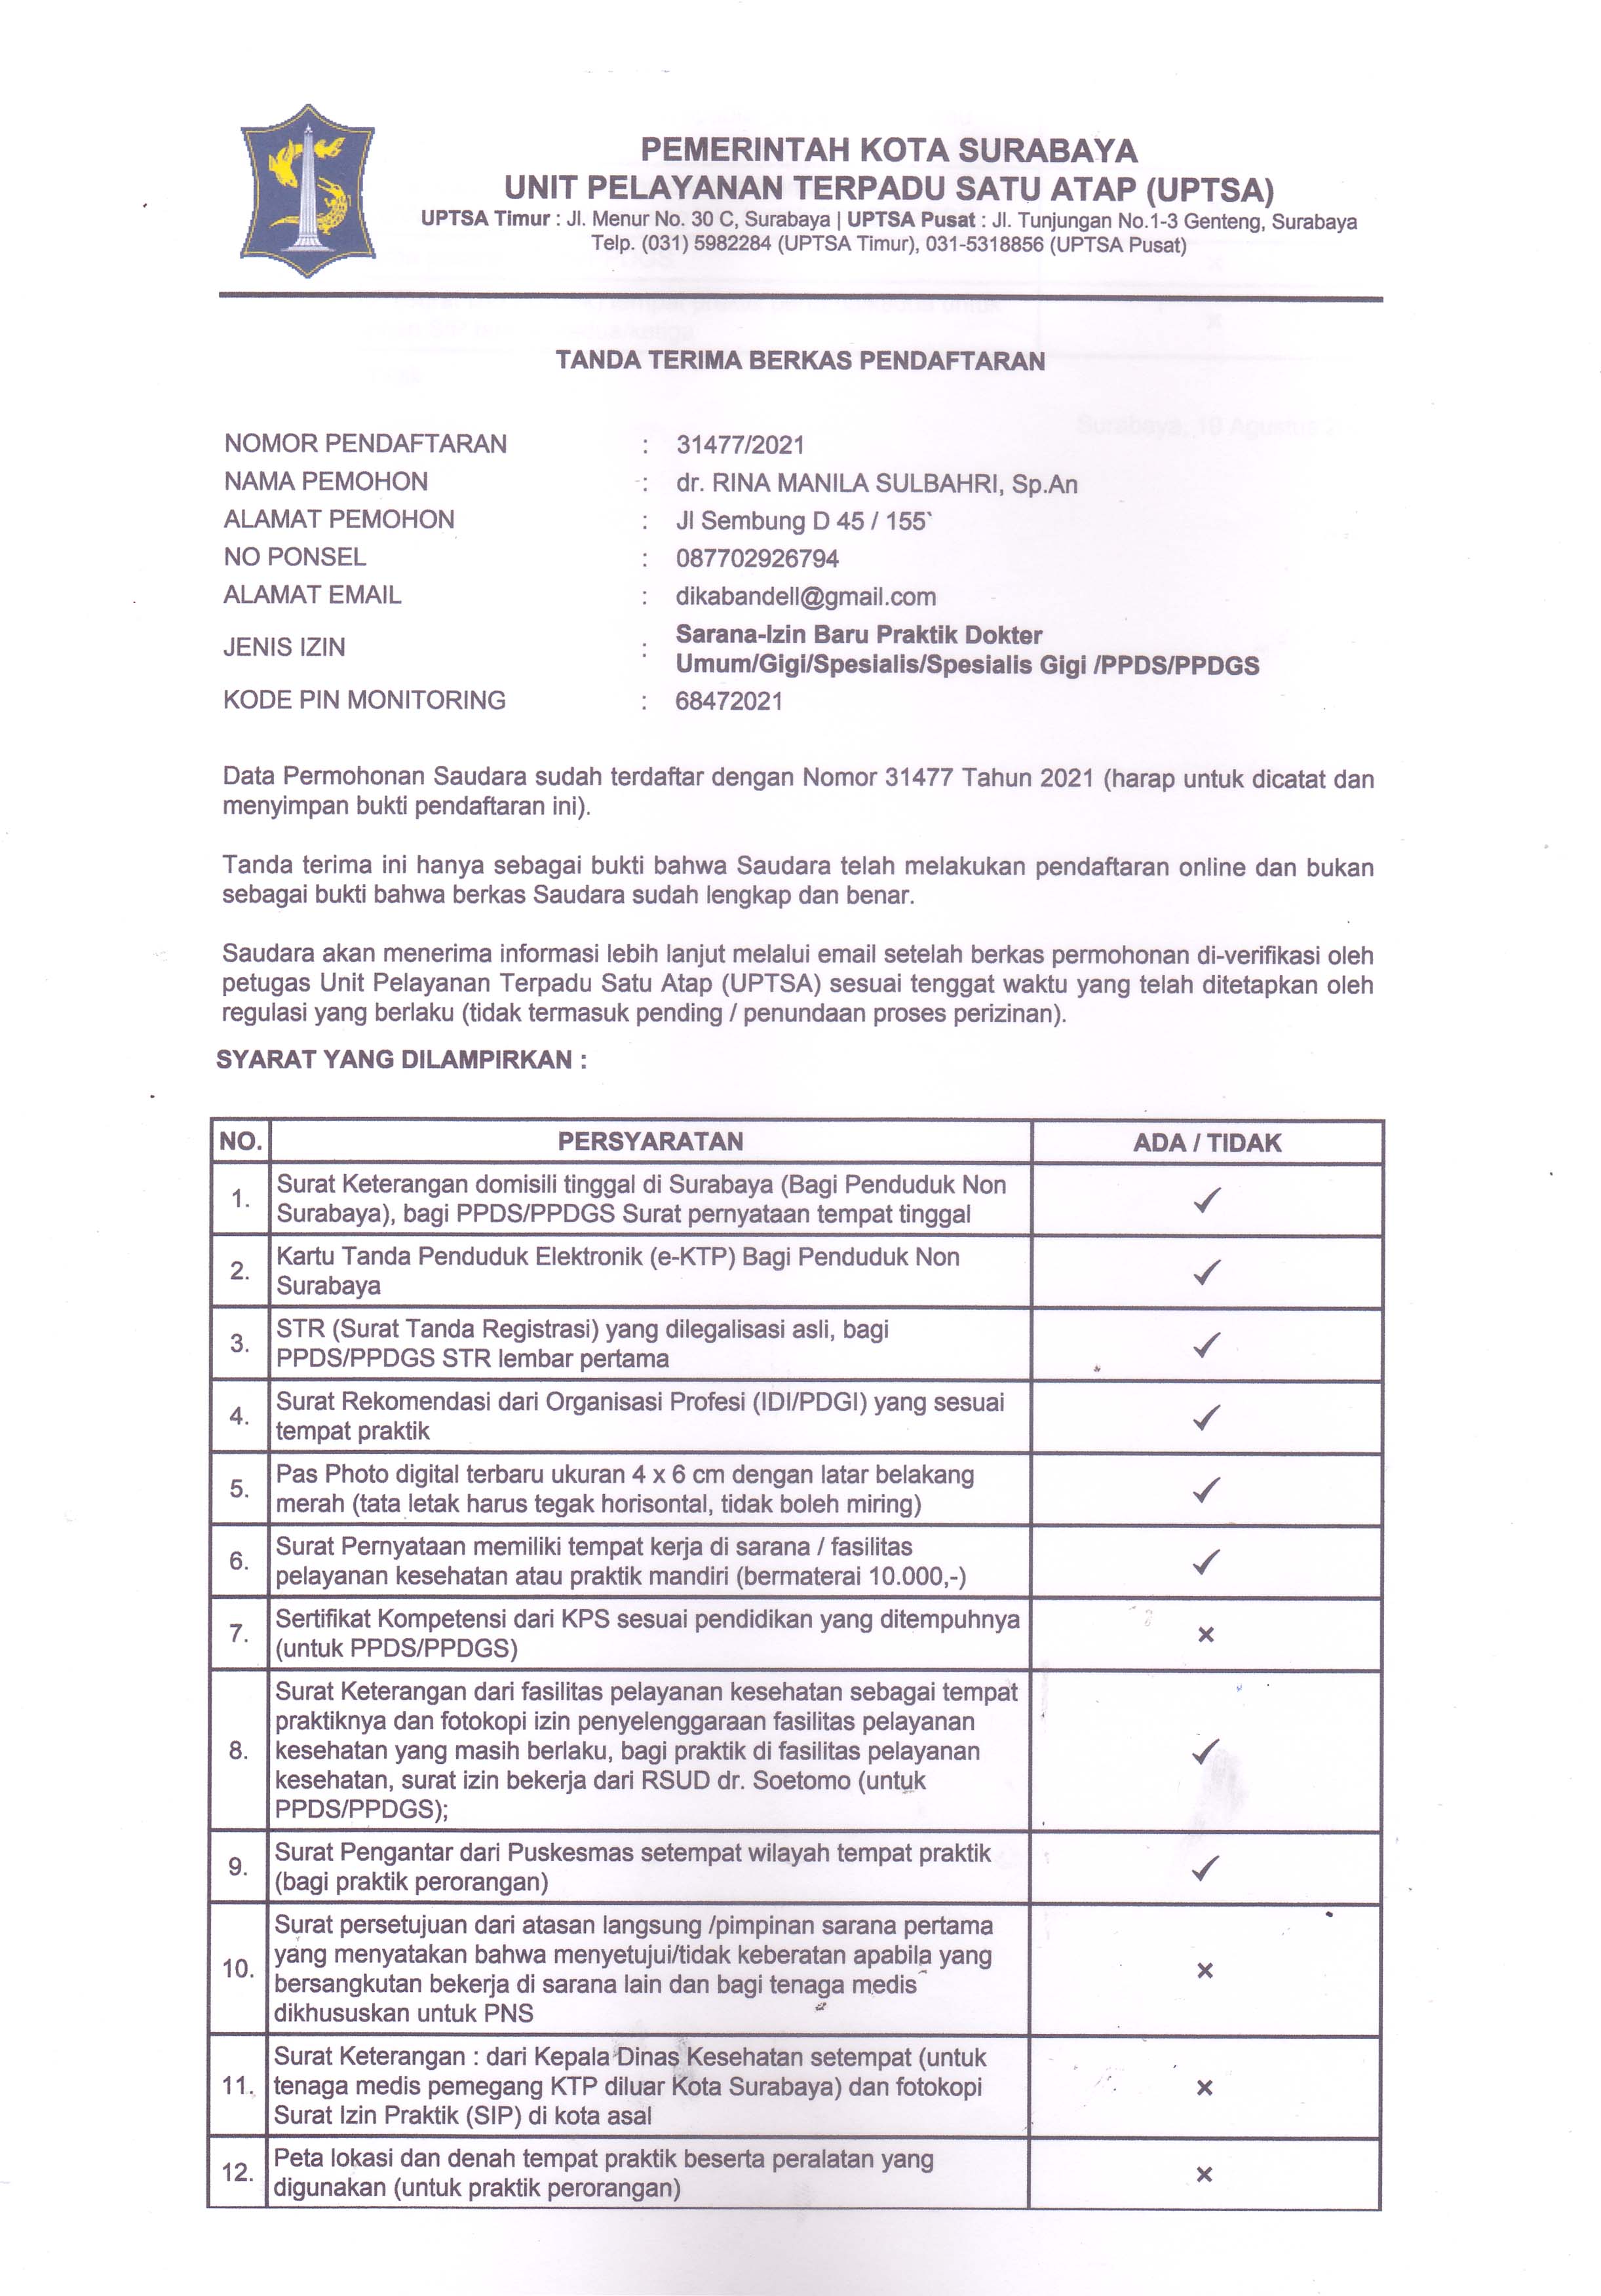 PEMERINTAH KOTA SURABAYA
UNIT PELAYANAN TERPADU SATU ATAP (UPTSA)
UPTSA Timur : Jl. Menur No. 30 C, Surabaya | UPTSA Pusat : Jl. Tunjungan No.1-3 Genteng, Surabaya
Telp. (031) 5982284 (UPTSA Timur), 031-5318856 (UPTSA Pusat)
TANDA TERIMA BERKAS PENDAFTARAN
NOMOR PENDAFTARAN : 31477/2021
NAMA PEMOHON : dr. RINA MANILA SULBAHRI, Sp.An
ALAMAT PEMOHON : Jl Sembung D 45 / 155`
NO PONSEL : 087702926794
ALAMAT EMAIL : dikabandell@gmail.com
JENIS IZIN : Sarana-Izin Baru Praktik Dokter
Umum/Gigi/Spesialis/Spesialis Gigi /PPDS/PPDGS
KODE PIN MONITORING : 68472021
Data Permohonan Saudara sudah terdaftar dengan Nomor 31477 Tahun 2021 (harap untuk dicatat dan
menyimpan bukti pendaftaran ini).
Tanda terima ini hanya sebagai bukti bahwa Saudara telah melakukan pendaftaran online dan bukan
sebagai bukti bahwa berkas Saudara sudah lengkap dan benar.
Saudara akan menerima informasi lebih lanjut melalui email setelah berkas permohonan di-verifikasi oleh
petugas Unit Pelayanan Terpadu Satu Atap (UPTSA) sesuai tenggat waktu yang telah ditetapkan oleh
regulasi yang berlaku (tidak termasuk pending / penundaan proses perizinan).
SYARAT YANG DILAMPIRKAN :
NO. PERSYARATAN ADA / TIDAK
1. Surat Keterangan domisili tinggal di Surabaya (Bagi Penduduk Non
Surabaya), bagi PPDS/PPDGS Surat pernyataan tempat tinggal ✓
2. Kartu Tanda Penduduk Elektronik (e-KTP) Bagi Penduduk Non
Surabaya ✓
3. STR (Surat Tanda Registrasi) yang dilegalisasi asli, bagi
PPDS/PPDGS STR lembar pertama ✓
4. Surat Rekomendasi dari Organisasi Profesi (IDI/PDGI) yang sesuai
tempat praktik ✓
5. Pas Photo digital terbaru ukuran 4 x 6 cm dengan latar belakang
merah (tata letak harus tegak horisontal, tidak boleh miring) ✓
6. Surat Pernyataan memiliki tempat kerja di sarana / fasilitas
pelayanan kesehatan atau praktik mandiri (bermaterai 10.000,-) ✓
7. Sertifikat Kompetensi dari KPS sesuai pendidikan yang ditempuhnya
(untuk PPDS/PPDGS) ×
8. Surat Keterangan dari fasilitas pelayanan kesehatan sebagai tempat
praktiknya dan fotokopi izin penyelenggaraan fasilitas pelayanan
kesehatan yang masih berlaku, bagi praktik di fasilitas pelayanan
kesehatan, surat izin bekerja dari RSUD dr. Soetomo (untuk
PPDS/PPDGS); ✓
9. Surat Pengantar dari Puskesmas setempat wilayah tempat praktik
(bagi praktik perorangan) ✓
10. Surat persetujuan dari atasan langsung /pimpinan sarana pertama
yang menyatakan bahwa menyetujui/tidak keberatan apabila yang
bersangkutan bekerja di sarana lain dan bagi tenaga medis
dikhususkan untuk PNS ×
11. Surat Keterangan : dari Kepala Dinas Kesehatan setempat (untuk
tenaga medis pemegang KTP diluar Kota Surabaya) dan fotokopi
Surat Izin Praktik (SIP) di kota asal ×
12. Peta lokasi dan denah tempat praktik beserta peralatan yang
digunakan (untuk praktik perorangan) ×